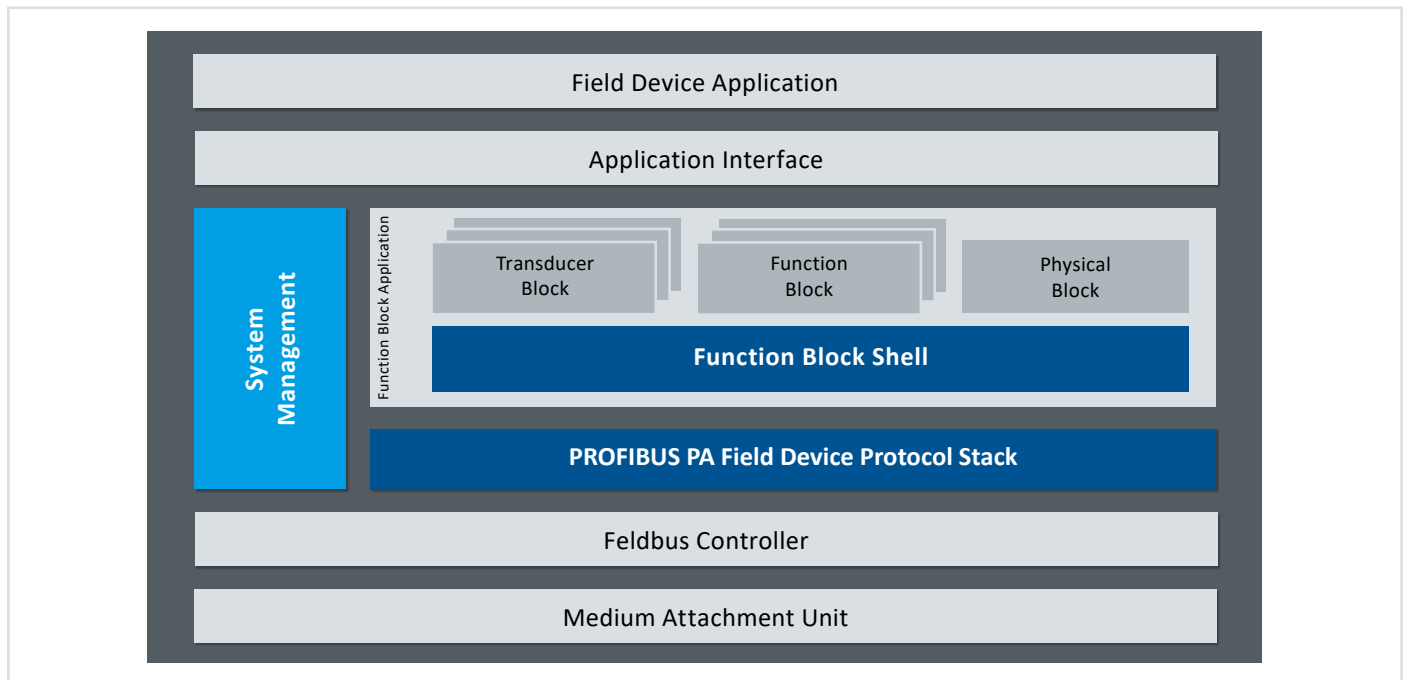 Field Device Application
Application Interface
System
Management
Function Block Application
Transducer
Block
Function
Block
Physical
Block
Function Block Shell
PROFIBUS PA Field Device Protocol Stack
Feldbus Controller
Medium Attachment Unit